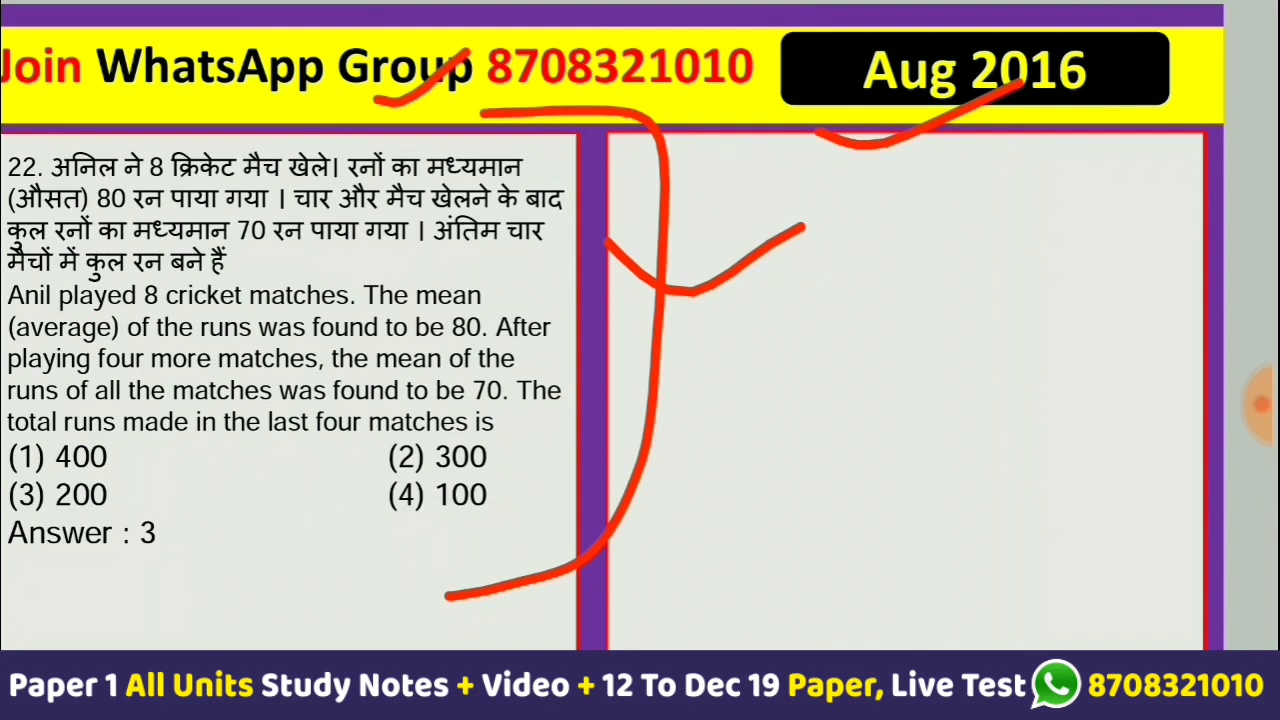 Join WhatsApp Group 8708321010
Aug 2016
22. अनिल ने 8 क्रिकेट मैच खेले। रनों का मध्यमान
(औसत) 80 रन पाया गया । चार और मैच खेलने के बाद
कुल रनों का मध्यमान 70 रन पाया गया । अंतिम चार
मैचों में कुल रन बने हैं
Anil played 8 cricket matches. The mean
(average) of the runs was found to be 80. After
playing four more matches, the mean of the
runs of all the matches was found to be 70. The
total runs made in the last four matches is
(1) 400 (2) 300
(3) 200 (4) 100
Answer : 3
Paper 1 All Units Study Notes + Video + 12 To Dec 19 Paper, Live Test 8708321010